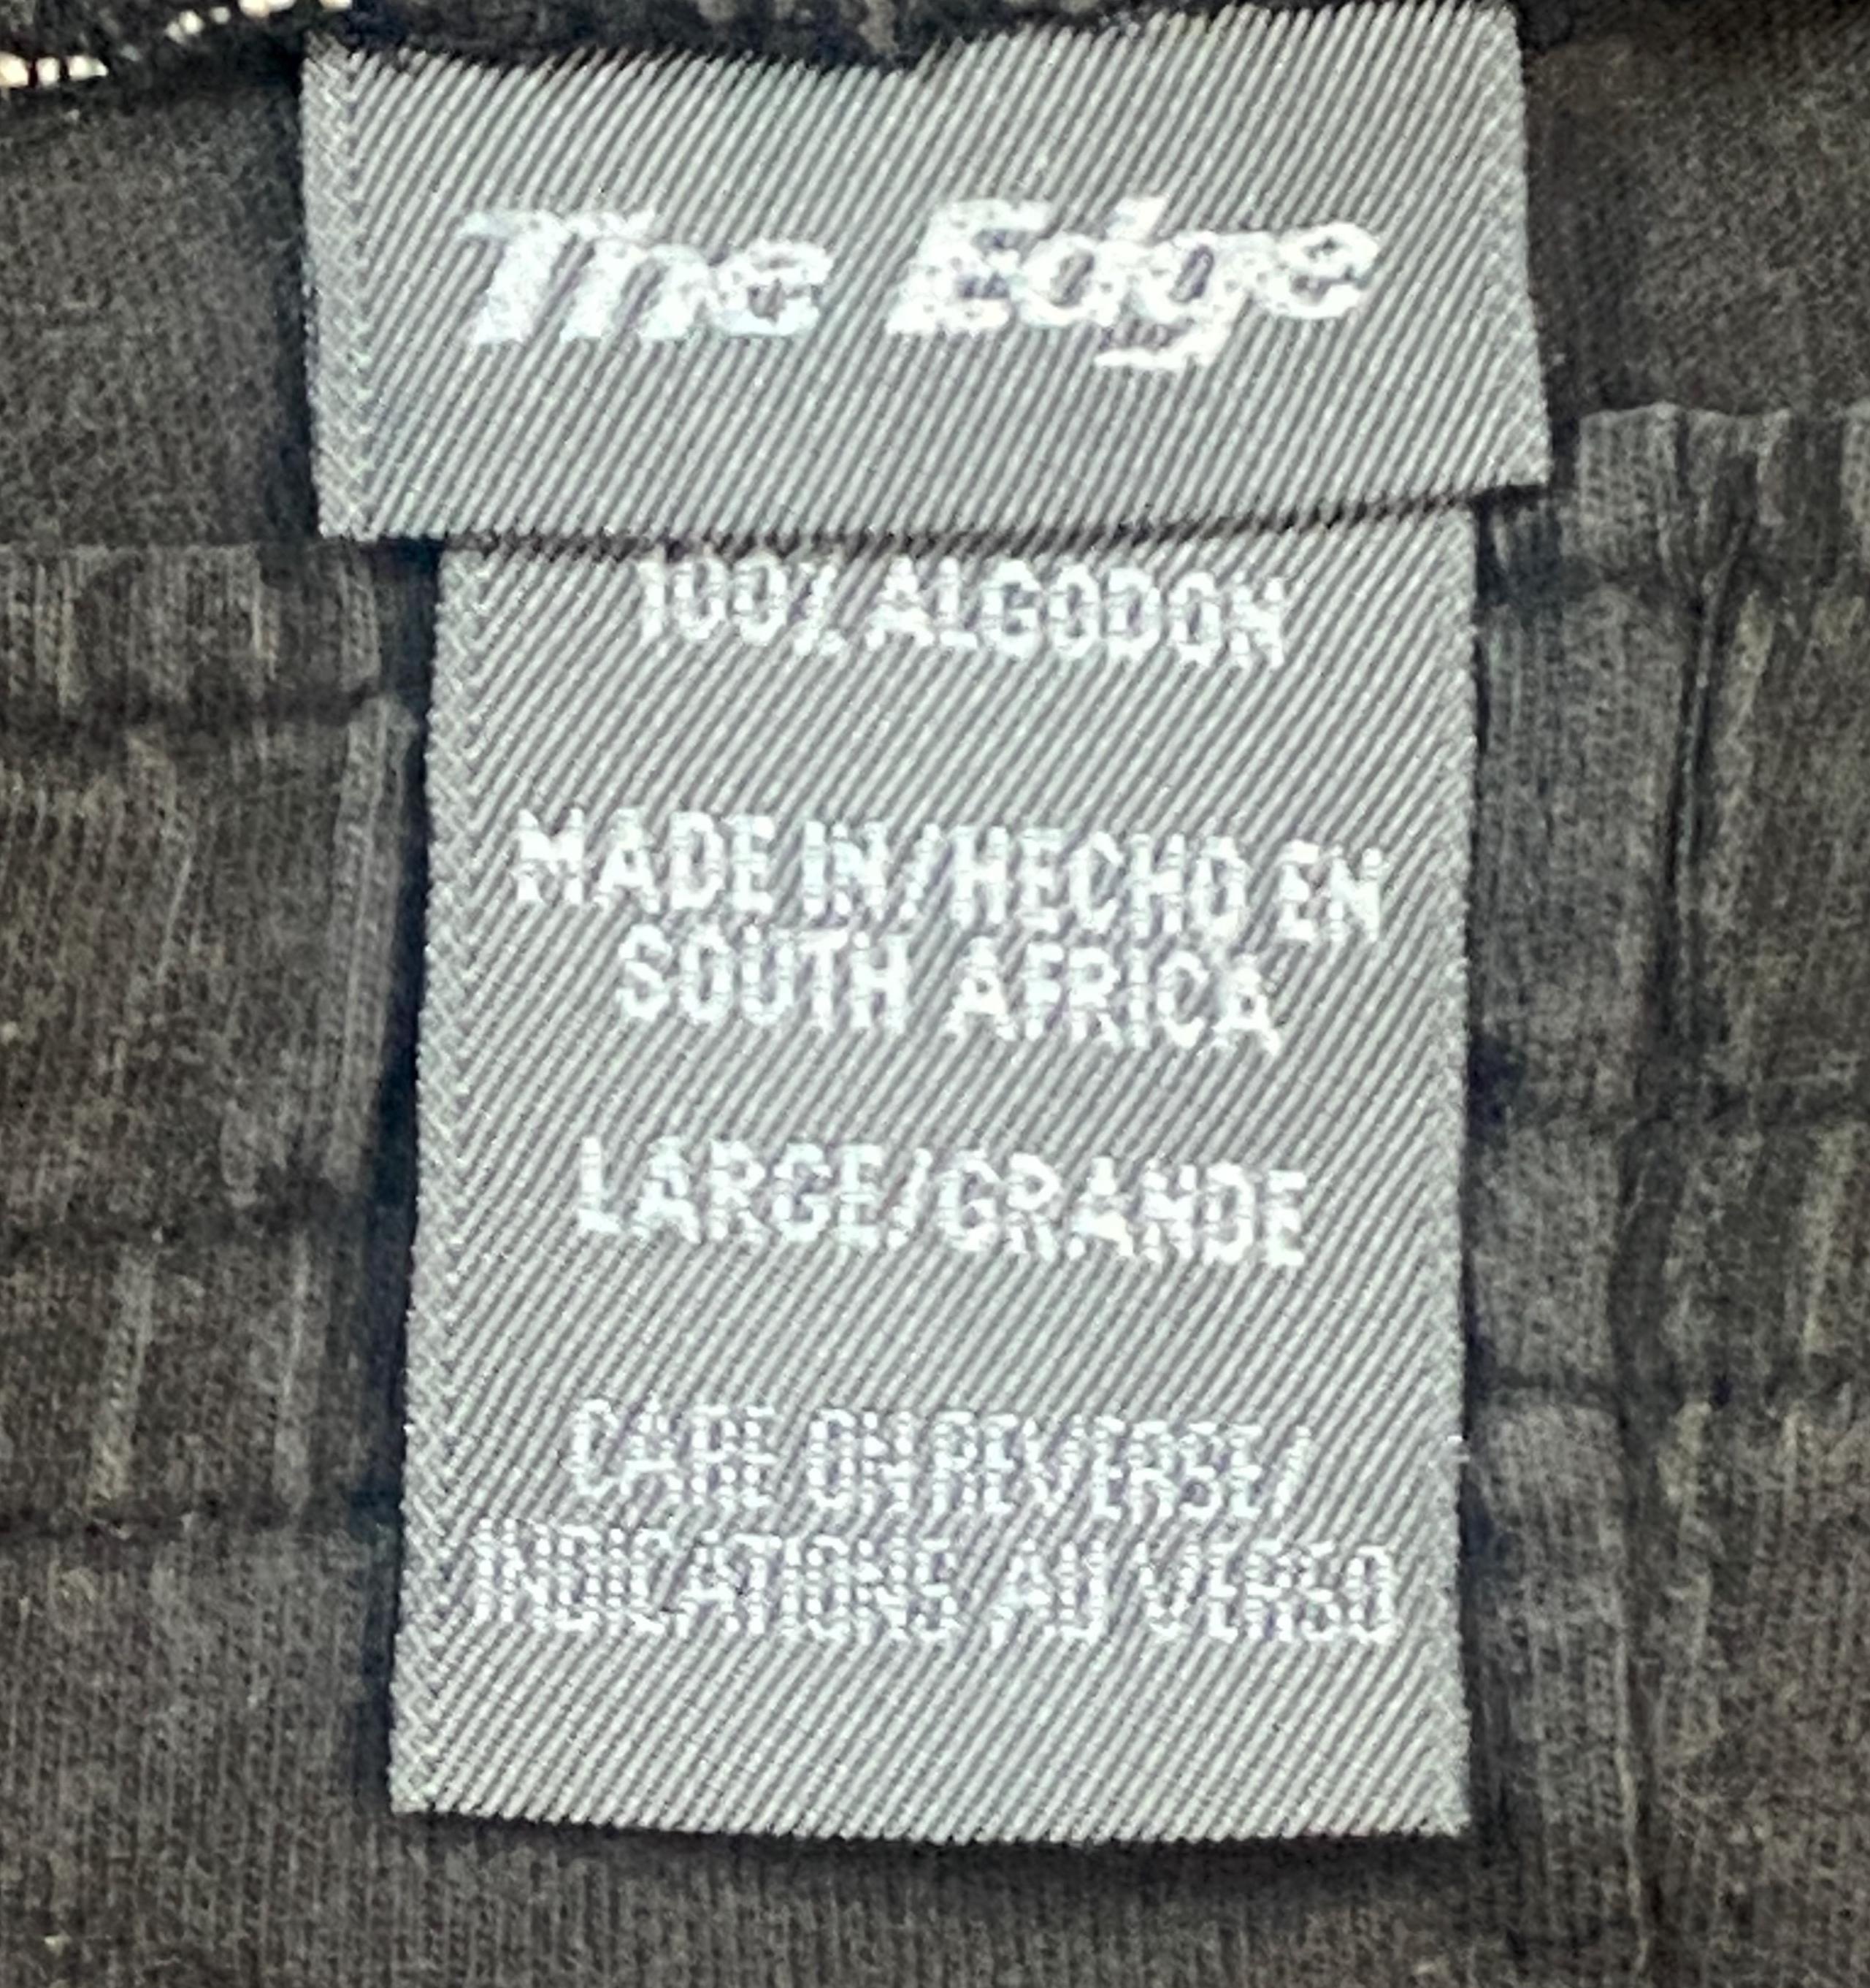 The Edge
100% ALGODON
MADE IN/HECHO EN
SOUTH AFRICA
LARGE/GRANDE
CARE ON REVERSE/
INDICATIONS AU VERSO